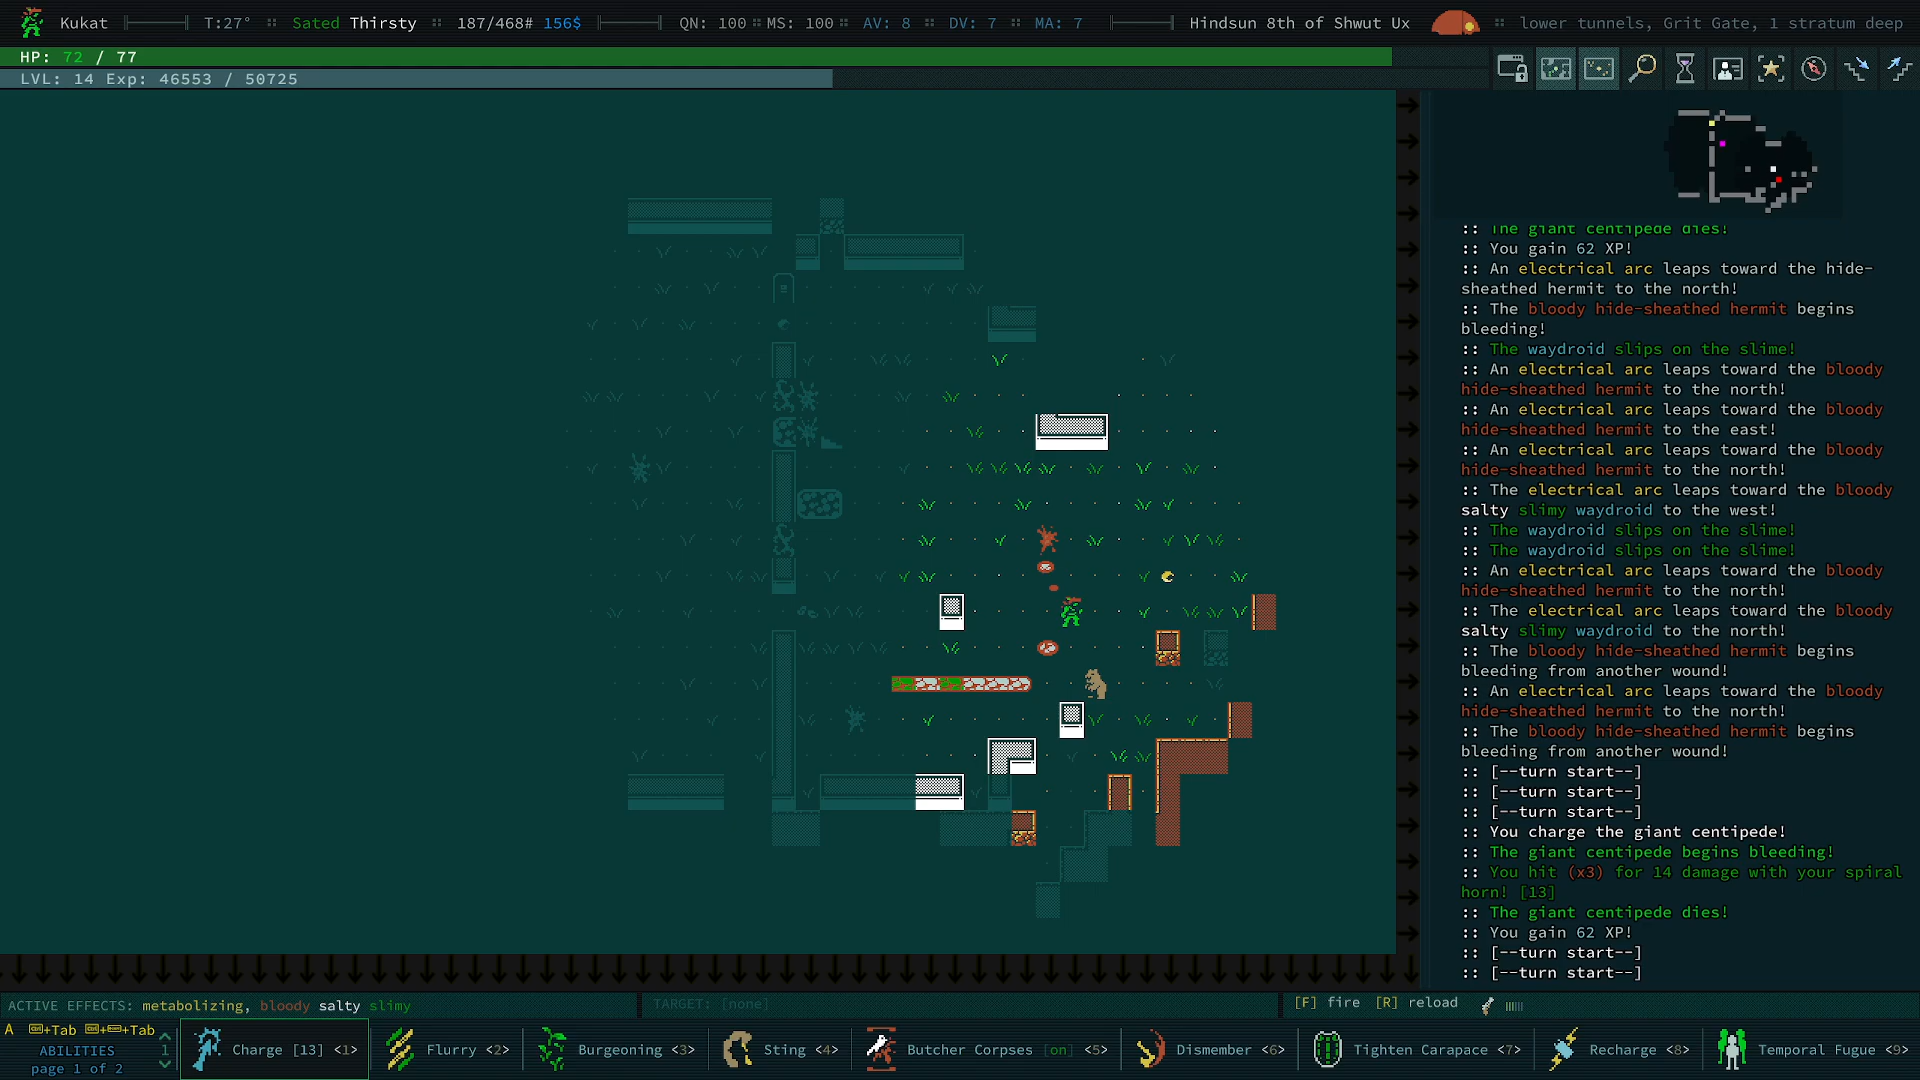 Kukat T:27° :: Sated Thirsty :: 187/468# 156$ QN: 100 :: MS: 100 :: AV: 8 :: DV: 7 :: MA: 7 Hindsun 8th of Shwut Ux :: lower tunnels, Grit Gate, 1 stratum deep
HP: 72 / 77
LVL: 14 Exp: 46553 / 50725
:: The giant centipede dies!
:: You gain 62 XP!
:: An electrical arc leaps toward the hide-
sheathed hermit to the north!
:: The bloody hide-sheathed hermit begins
bleeding!
:: The waydroid slips on the slime!
:: An electrical arc leaps toward the bloody
hide-sheathed hermit to the north!
:: An electrical arc leaps toward the bloody
hide-sheathed hermit to the east!
:: An electrical arc leaps toward the bloody
hide-sheathed hermit to the north!
:: The electrical arc leaps toward the bloody
salty slimy waydroid to the west!
:: The waydroid slips on the slime!
:: The waydroid slips on the slime!
:: An electrical arc leaps toward the bloody
hide-sheathed hermit to the north!
:: The electrical arc leaps toward the bloody
salty slimy waydroid to the north!
:: The bloody hide-sheathed hermit begins
bleeding from another wound!
:: An electrical arc leaps toward the bloody
hide-sheathed hermit to the north!
:: The bloody hide-sheathed hermit begins
bleeding from another wound!
:: [--turn start--]
:: [--turn start--]
:: [--turn start--]
:: You charge the giant centipede!
:: The giant centipede begins bleeding!
:: You hit (x3) for 14 damage with your spiral
horn! [13]
:: The giant centipede dies!
:: You gain 62 XP!
:: [--turn start--]
:: [--turn start--]
ACTIVE EFFECTS: metabolizing, bloody salty slimy
TARGET: [none]
[F] fire [R] reload
A +Tab +Tab
ABILITIES 1
page 1 of 2
Charge [13] <1>
Flurry <2>
Burgeoning <3>
Sting <4>
Butcher Corpses [on] <5>
Dismember <6>
Tighten Carapace <7>
Recharge <8>
Temporal Fugue <9>